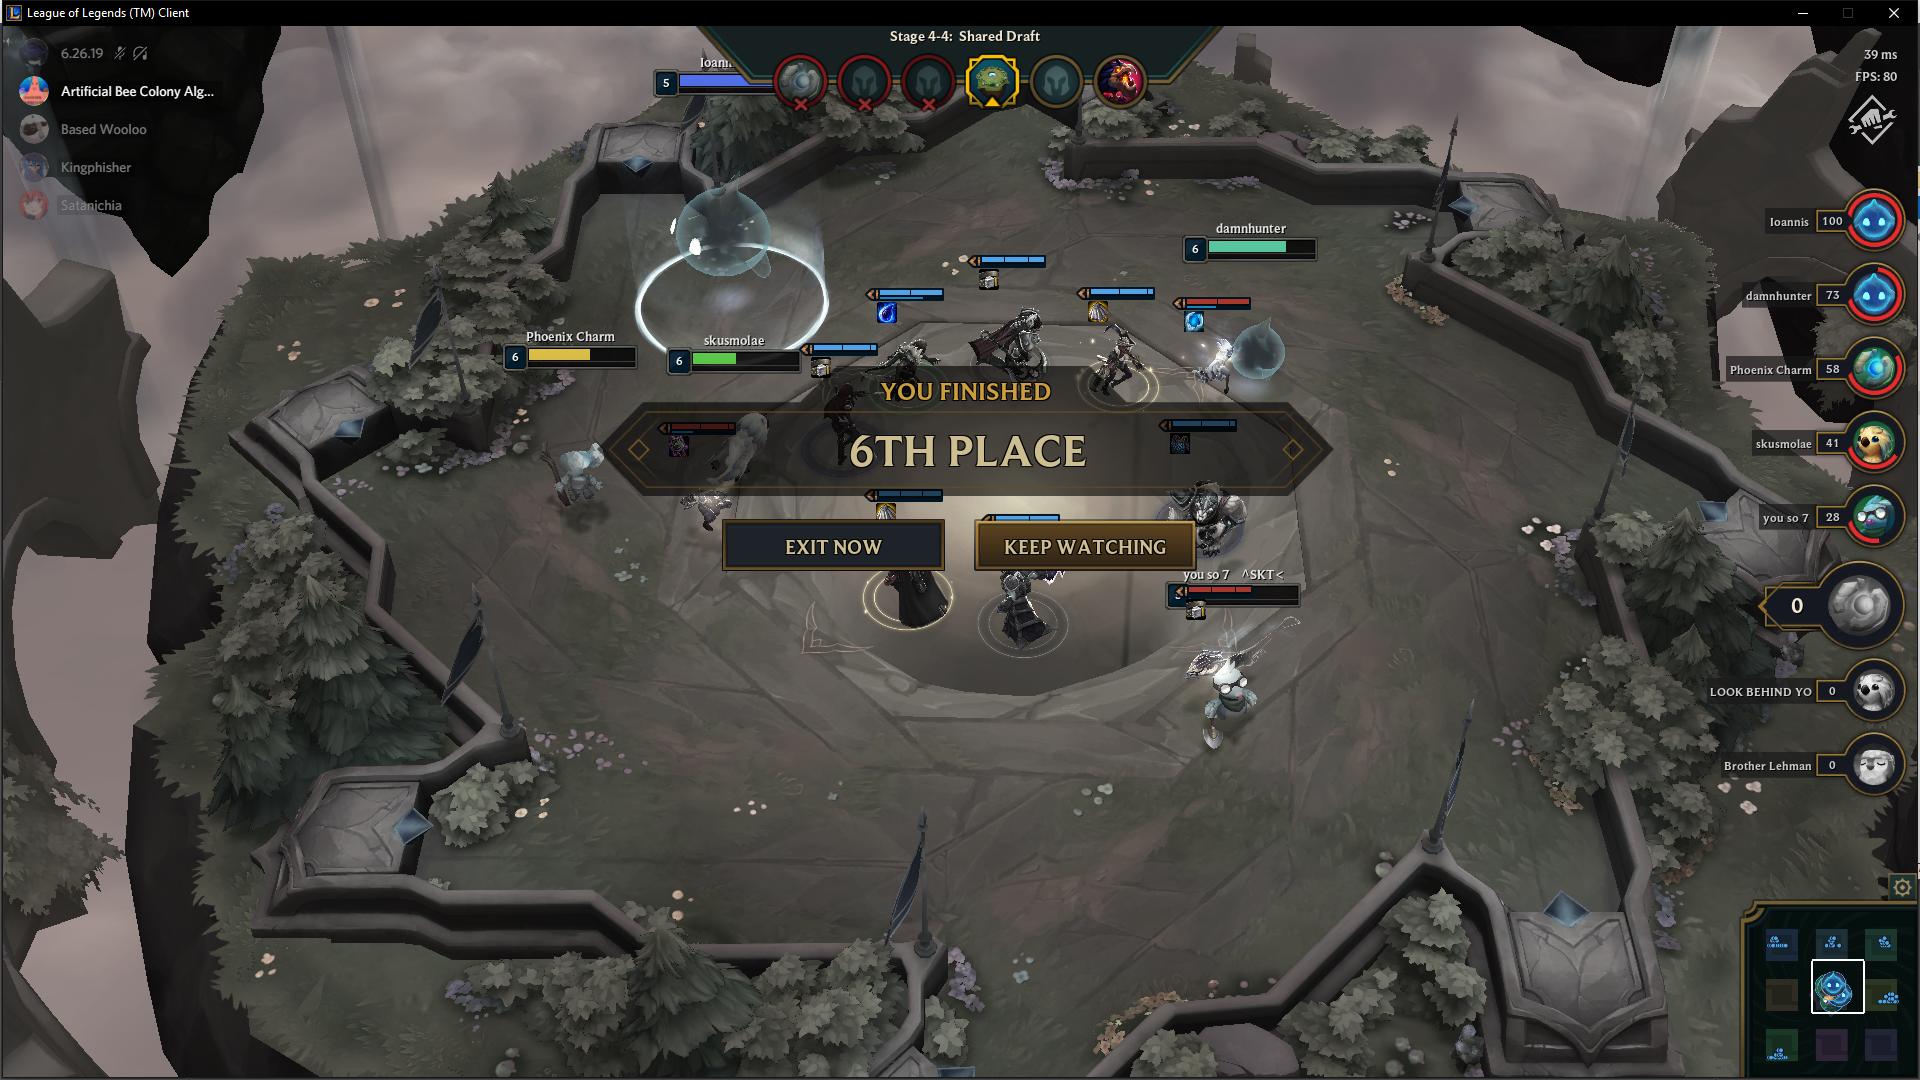 League of Legends (TM) Client
Stage 4-4: Shared Draft
39 ms
FPS: 80
6.26.19
Artificial Bee Colony Alg...
Based Wooloo
Kingphisher
Satanichia
5
damnhunter
6
Phoenix Charm
6
skusmolae
6
YOU FINISHED
6TH PLACE
EXIT NOW
KEEP WATCHING
you so 7 ^SKT<
Ioannis 100
damnhunter 73
Phoenix Charm 58
skusmolae 41
you so 7 28
0
LOOK BEHIND YO 0
Brother Lehman 0